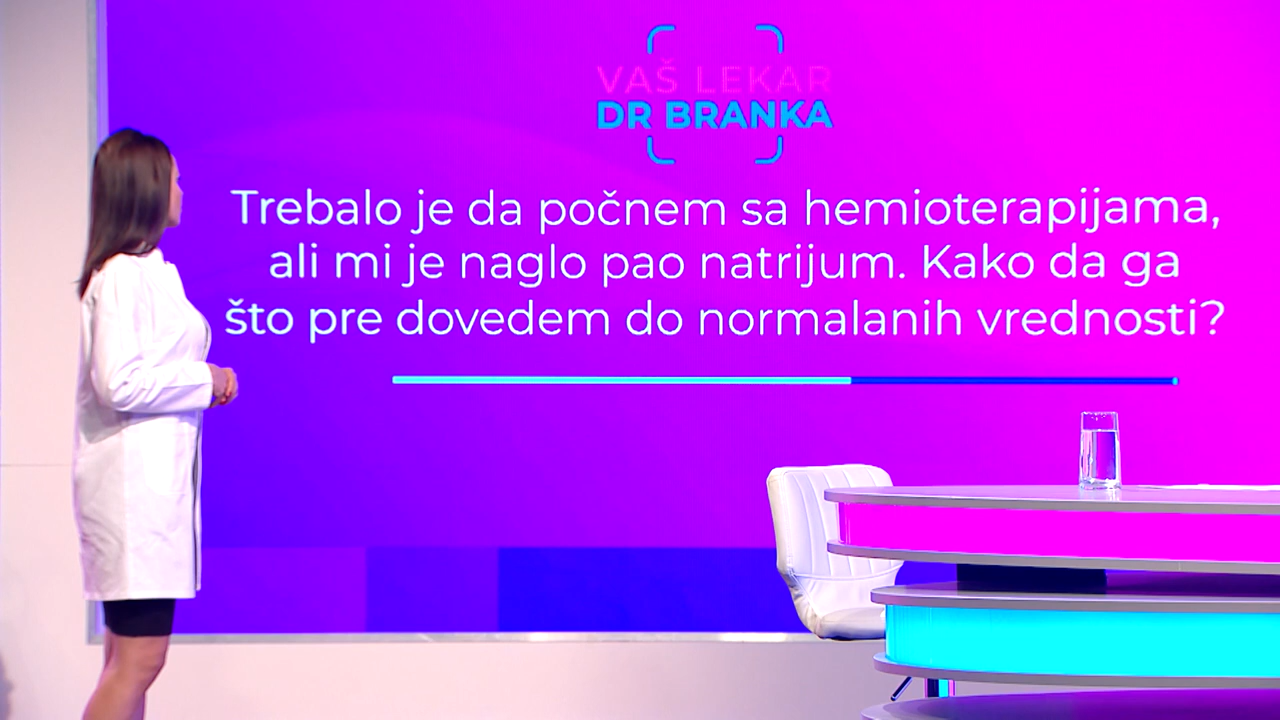 VAŠ LEKAR
DR BRANKA
Trebalo je da počnem sa hemioterapijama,
ali mi je naglo pao natrijum. Kako da ga
što pre dovedem do normalanih vrednosti?